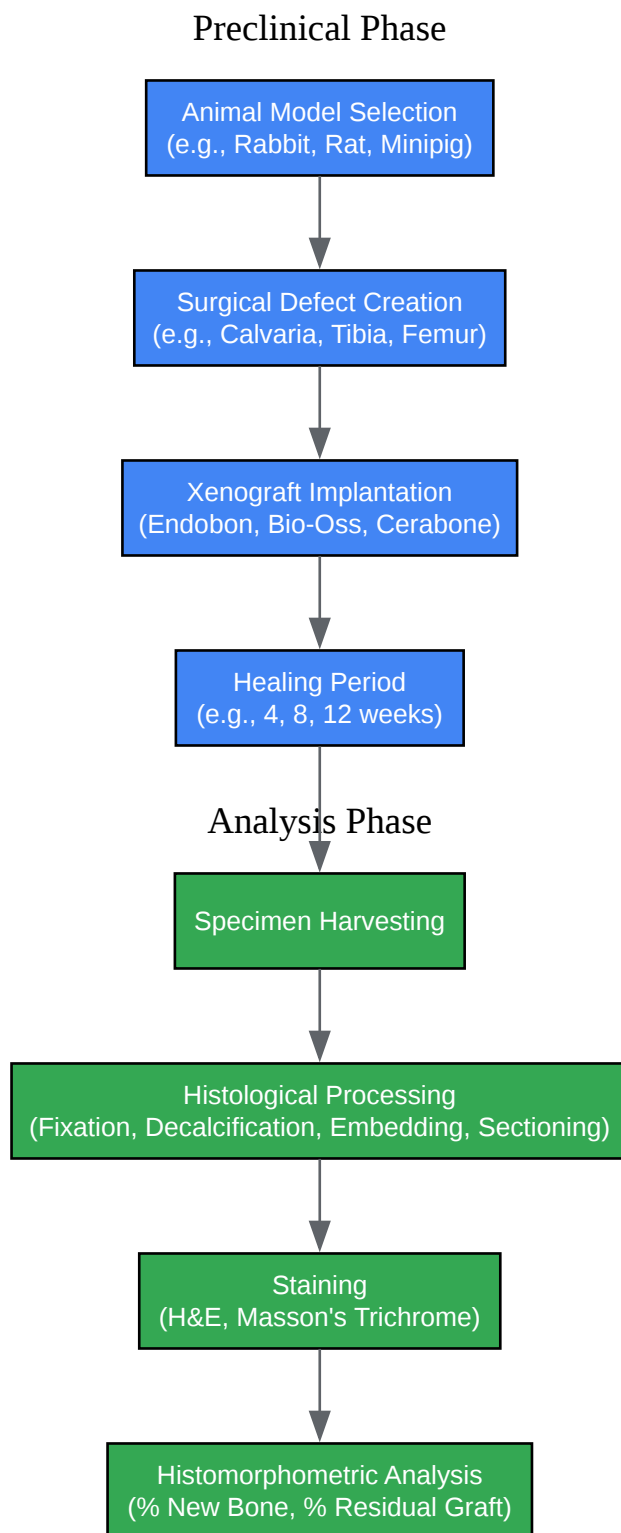 Preclinical Phase
Animal Model Selection
(e.g., Rabbit, Rat, Minipig)
Surgical Defect Creation
(e.g., Calvaria, Tibia, Femur)
Xenograft Implantation
(Endobon, Bio-Oss, Cerabone)
Healing Period
(e.g., 4, 8, 12 weeks)
Analysis Phase
Specimen Harvesting
Histological Processing
(Fixation, Decalcification, Embedding, Sectioning)
Staining
(H&E, Masson's Trichrome)
Histomorphometric Analysis
(% New Bone, % Residual Graft)